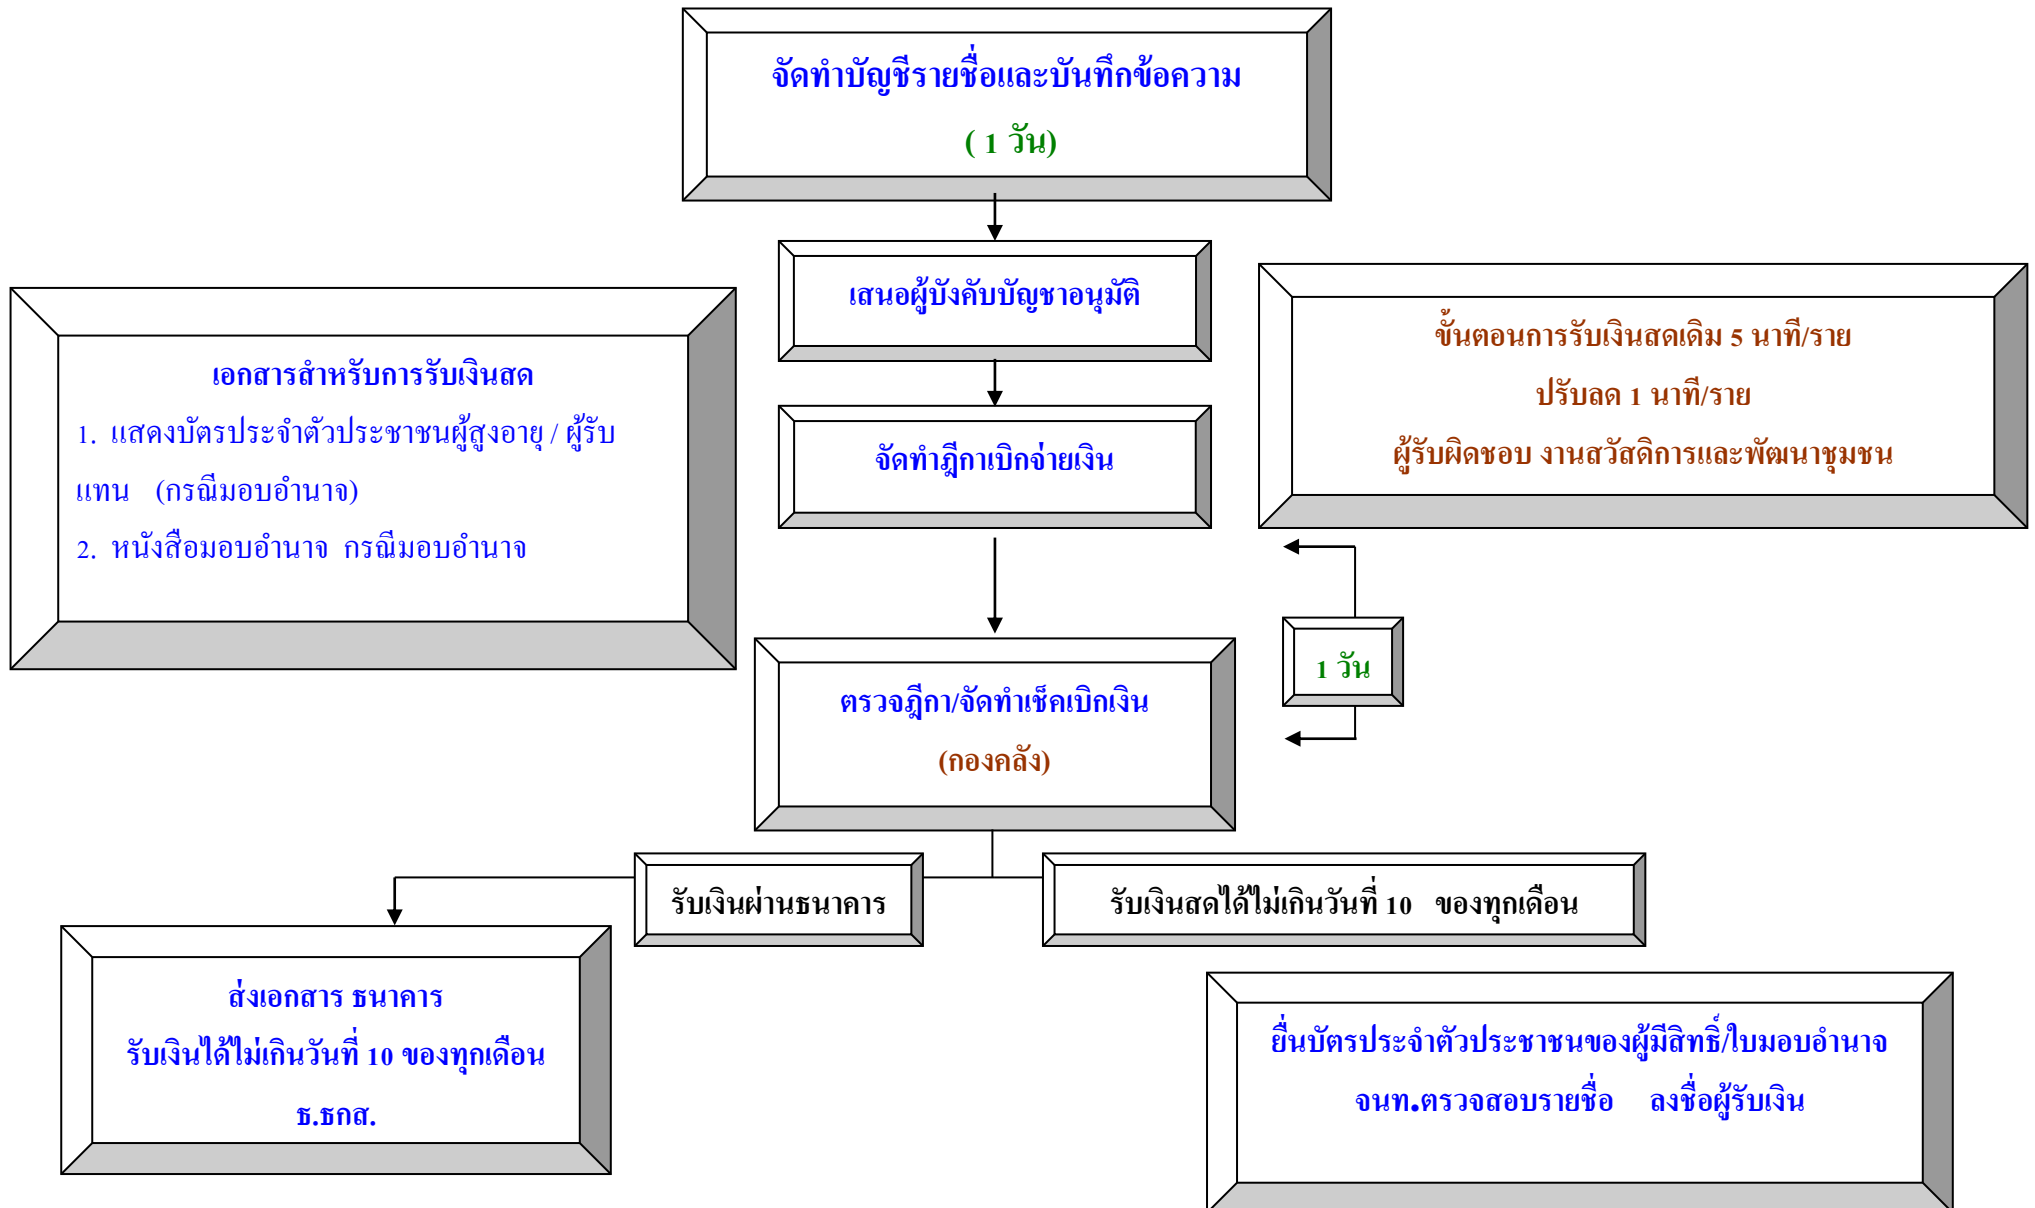 จัดทำบัญชีรายชื่อและบันทึกข้อความ
( 1 วัน)
เสนอผู้บังคับบัญชาอนุมัติ
เอกสารสำหรับการรับเงินสด
1. แสดงบัตรประจำตัวประชาชนผู้สูงอายุ / ผู้รับ
แทน (กรณีมอบอำนาจ)
2. หนังสือมอบอำนาจ กรณีมอบอำนาจ
ขั้นตอนการรับเงินสดเดิม 5 นาที/ราย
ปรับลด 1 นาที/ราย
ผู้รับผิดชอบ งานสวัสดิการและพัฒนาชุมชน
จัดทำฎีกาเบิกจ่ายเงิน
1 วัน
ตรวจฎีกา/จัดทำเช็คเบิกเงิน
(กองคลัง)
รับเงินผ่านธนาคาร
รับเงินสดได้ไม่เกินวันที่ 10 ของทุกเดือน
ส่งเอกสาร ธนาคาร
รับเงินได้ไม่เกินวันที่ 10 ของทุกเดือน
ธ.ธกส.
ยื่นบัตรประจำตัวประชาชนของผู้มีสิทธิ์/ใบมอบอำนาจ
จนท.ตรวจสอบรายชื่อ ลงชื่อผู้รับเงิน